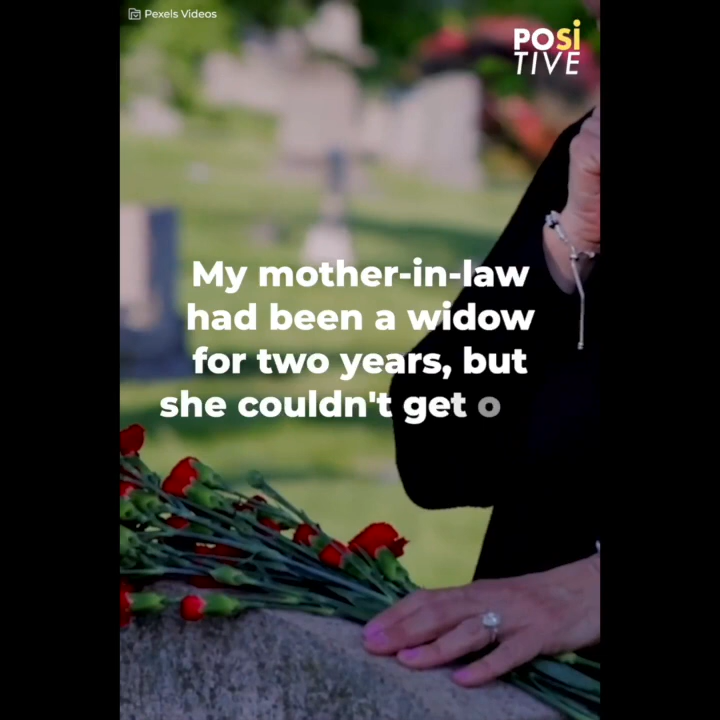 Pexels Videos
POSi
TIVE
My mother-in-law
had been a widow
for two years, but
she couldn't get o